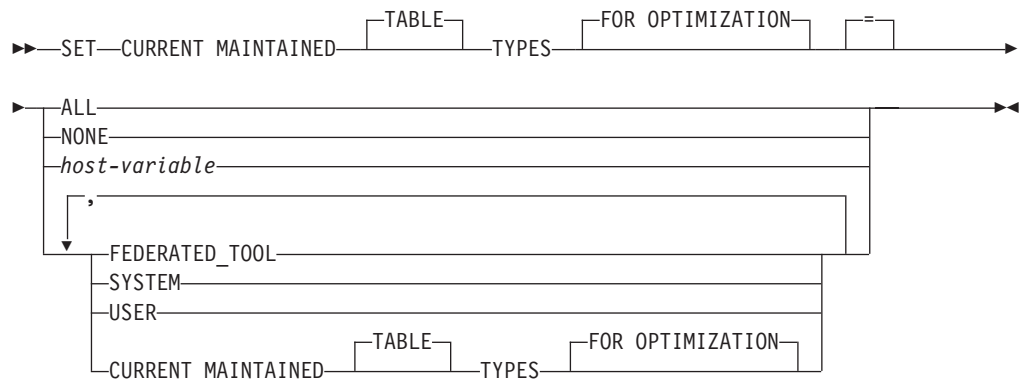 TABLE FOR OPTIMIZATION =
SET CURRENT MAINTAINED TYPES
ALL
NONE
host-variable
,
FEDERATED_TOOL
SYSTEM
USER
TABLE FOR OPTIMIZATION
CURRENT MAINTAINED TYPES